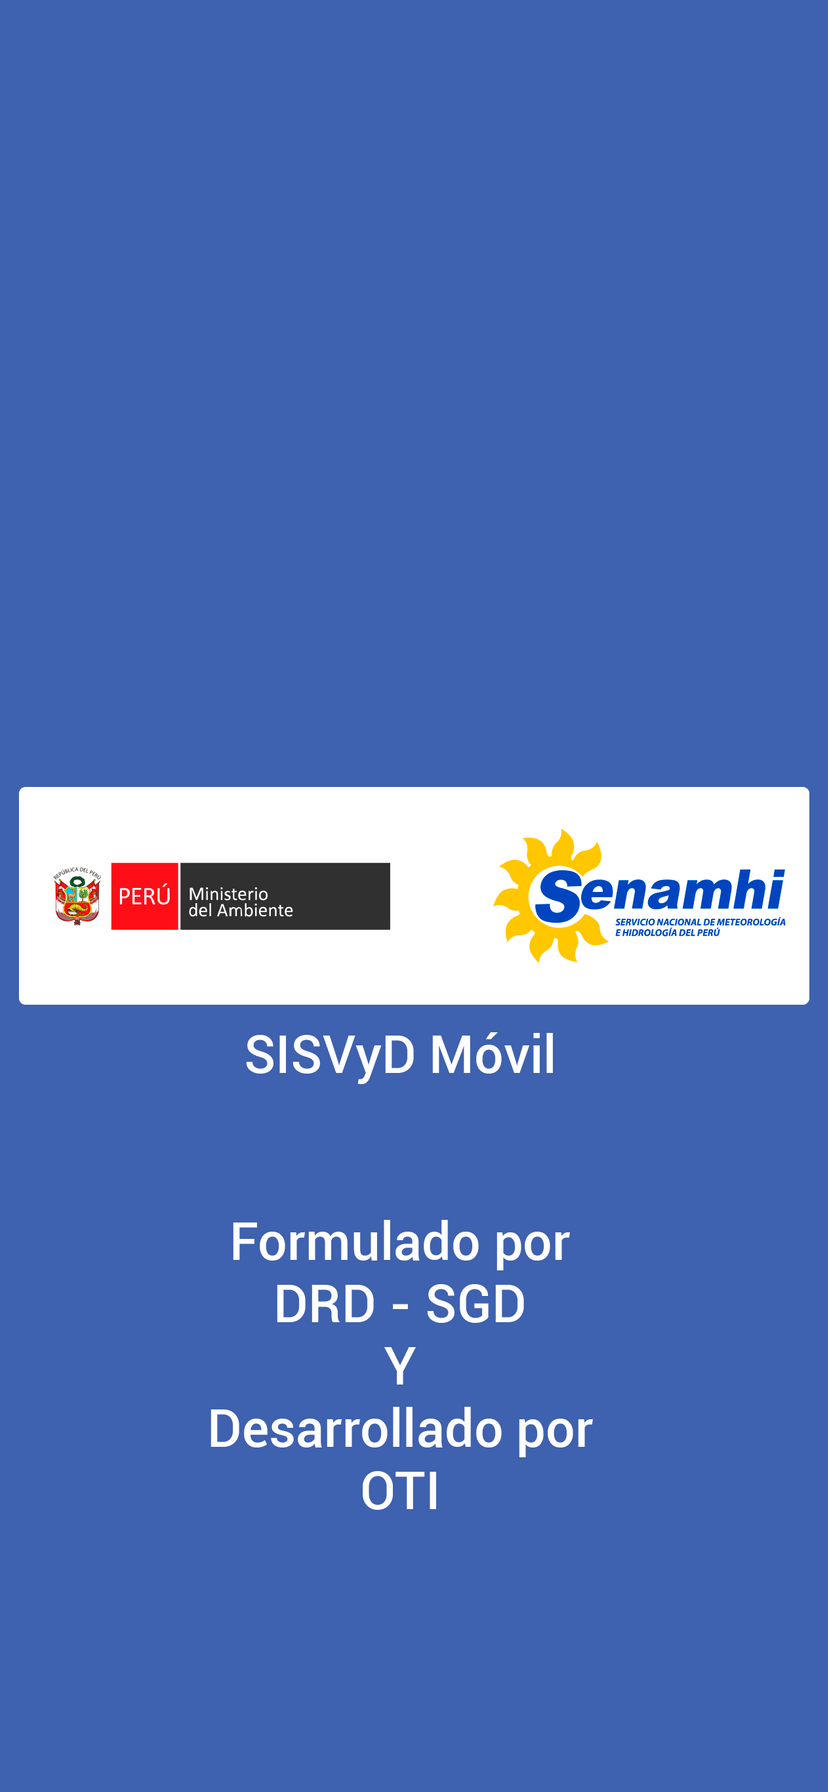 REPÚBLICA DEL PERÚ
PERÚ
Ministerio
del Ambiente
Senamhi
SERVICIO NACIONAL DE METEOROLOGÍA
E HIDROLOGÍA DEL PERÚ
SISVyD Móvil
Formulado por
DRD - SGD
Y
Desarrollado por
OTI